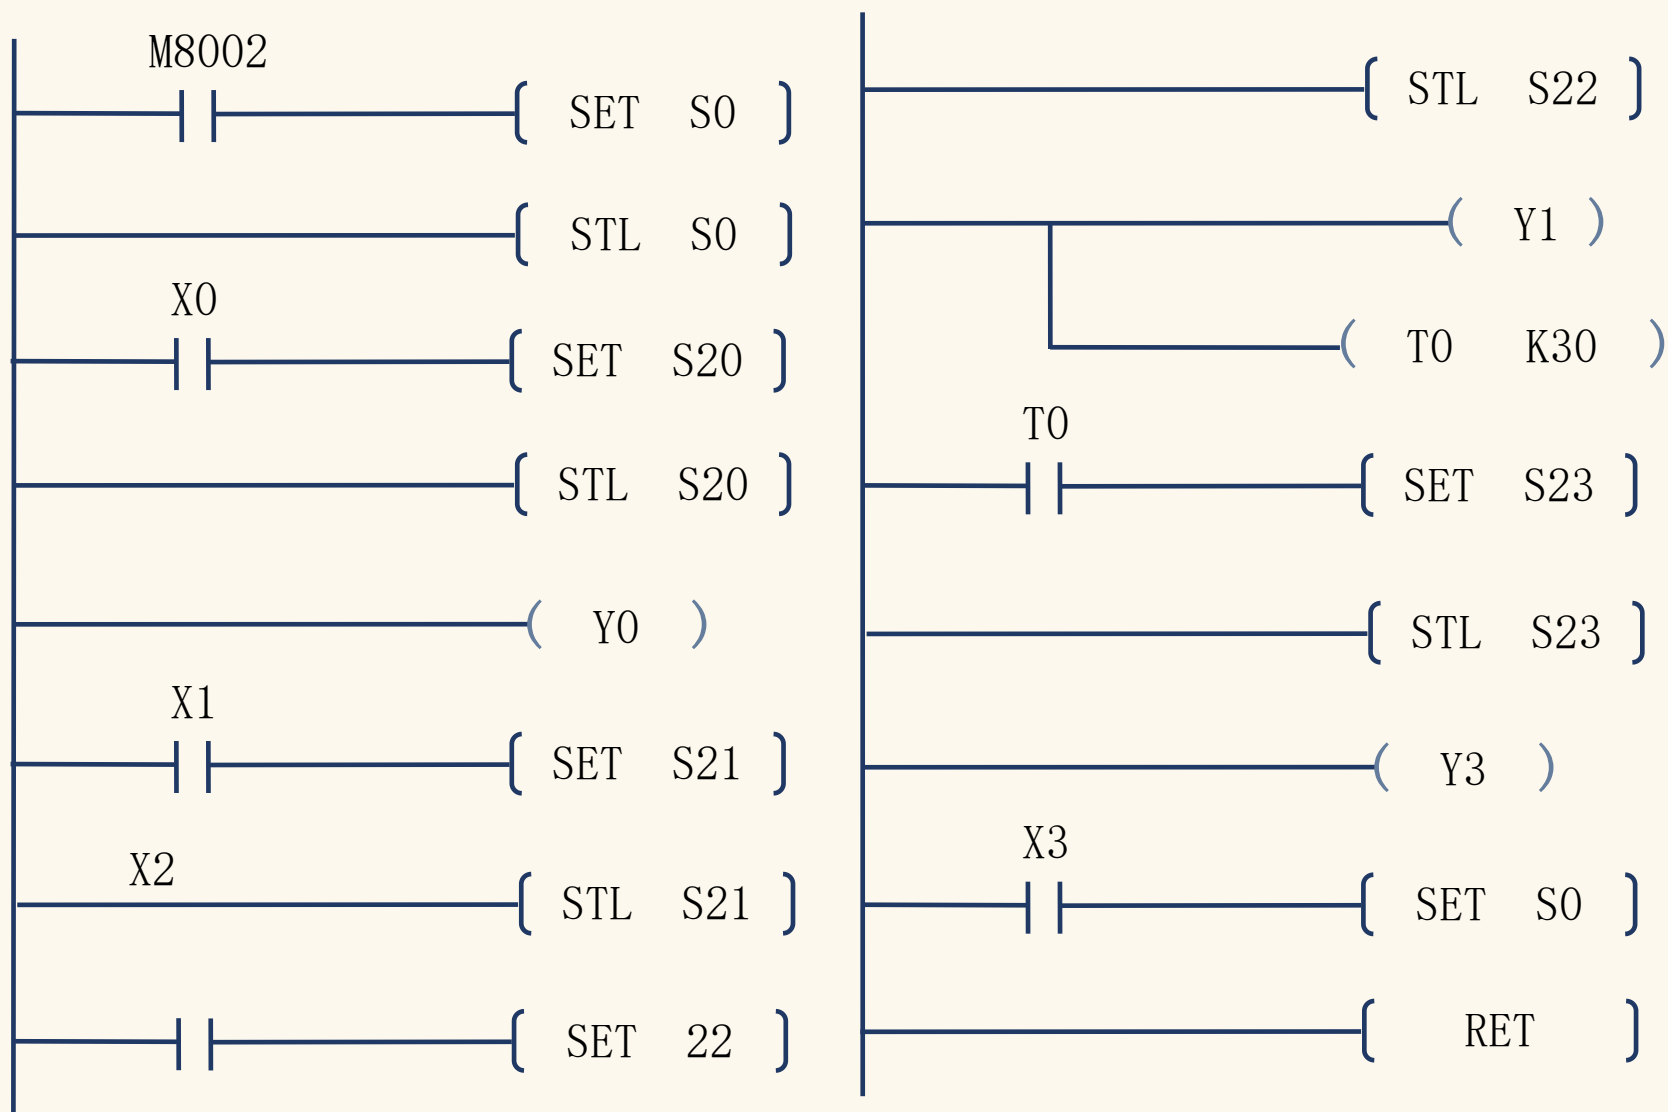 M8002
SET S0
STL S0
X0
SET S20
STL S20
Y0
X1
SET S21
X2
STL S21
SET 22
STL S22
Y1
T0 K30
T0
SET S23
STL S23
Y3
X3
SET S0
RET